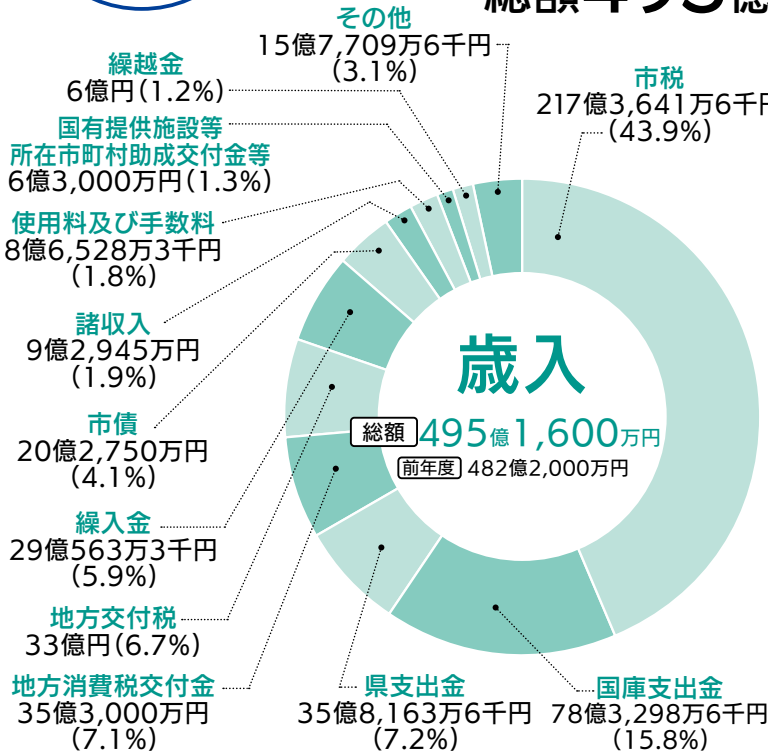 総額495億
その他
15億7,709万6千円
(3.1%)
繰越金
6億円(1.2%)
国有提供施設等
所在市町村助成交付金等
6億3,000万円(1.3%)
使用料及び手数料
8億6,528万3千円
(1.8%)
諸収入
9億2,945万円
(1.9%)
市債
20億2,750万円
(4.1%)
繰入金
29億563万3千円
(5.9%)
地方交付税
33億円(6.7%)
地方消費税交付金
35億3,000万円
(7.1%)
県支出金
35億8,163万6千円
(7.2%)
国庫支出金
78億3,298万6千円
(15.8%)
市税
217億3,641万6千円
(43.9%)
歳入
総額 495億1,600万円
前年度 482億2,000万円